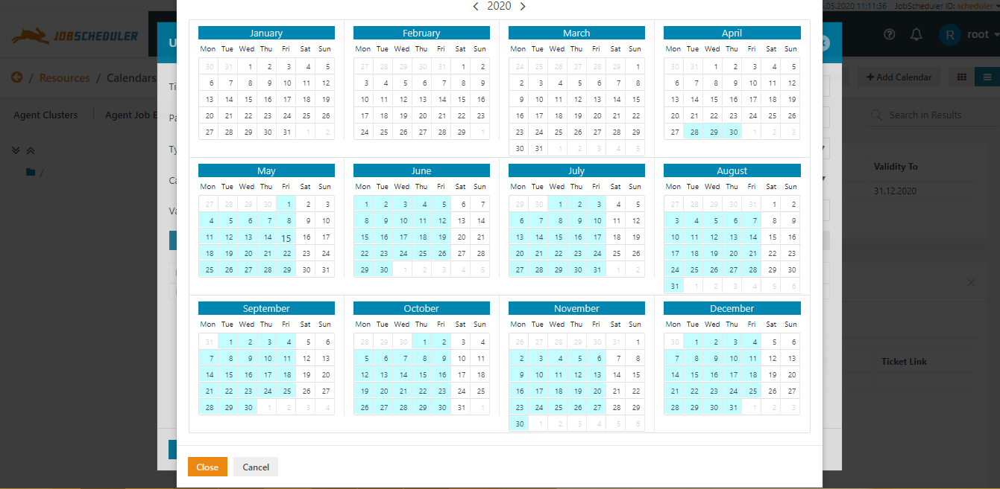 2020
.05.2020 11:11:36 JobScheduler ID: scheduler
JOBSCHEDULER
R root
/ Resources / Calendars
Add Calendar
Agent Clusters
Agent Job Ex
Search in Results
/
Validity To
31.12.2020
Ticket Link
U
Ti
Pa
Ty
Ca
Va
January
Mon Tue Wed Thu Fri Sat Sun
30 31 1 2 3 4 5
6 7 8 9 10 11 12
13 14 15 16 17 18 19
20 21 22 23 24 25 26
27 28 29 30 31 1 2
February
Mon Tue Wed Thu Fri Sat Sun
27 28 29 30 31 1 2
3 4 5 6 7 8 9
10 11 12 13 14 15 16
17 18 19 20 21 22 23
24 25 26 27 28 29 1
March
Mon Tue Wed Thu Fri Sat Sun
24 25 26 27 28 29 1
2 3 4 5 6 7 8
9 10 11 12 13 14 15
16 17 18 19 20 21 22
23 24 25 26 27 28 29
30 31 1 2 3 4 5
April
Mon Tue Wed Thu Fri Sat Sun
30 31 1 2 3 4 5
6 7 8 9 10 11 12
13 14 15 16 17 18 19
20 21 22 23 24 25 26
27 28 29 30 1 2 3
May
Mon Tue Wed Thu Fri Sat Sun
27 28 29 30 1 2 3
4 5 6 7 8 9 10
11 12 13 14 15 16 17
18 19 20 21 22 23 24
25 26 27 28 29 30 31
June
Mon Tue Wed Thu Fri Sat Sun
1 2 3 4 5 6 7
8 9 10 11 12 13 14
15 16 17 18 19 20 21
22 23 24 25 26 27 28
29 30 1 2 3 4 5
July
Mon Tue Wed Thu Fri Sat Sun
29 30 1 2 3 4 5
6 7 8 9 10 11 12
13 14 15 16 17 18 19
20 21 22 23 24 25 26
27 28 29 30 31 1 2
August
Mon Tue Wed Thu Fri Sat Sun
27 28 29 30 31 1 2
3 4 5 6 7 8 9
10 11 12 13 14 15 16
17 18 19 20 21 22 23
24 25 26 27 28 29 30
31 1 2 3 4 5 6
September
Mon Tue Wed Thu Fri Sat Sun
31 1 2 3 4 5 6
7 8 9 10 11 12 13
14 15 16 17 18 19 20
21 22 23 24 25 26 27
28 29 30 1 2 3 4
October
Mon Tue Wed Thu Fri Sat Sun
28 29 30 1 2 3 4
5 6 7 8 9 10 11
12 13 14 15 16 17 18
19 20 21 22 23 24 25
26 27 28 29 30 31 1
November
Mon Tue Wed Thu Fri Sat Sun
26 27 28 29 30 31 1
2 3 4 5 6 7 8
9 10 11 12 13 14 15
16 17 18 19 20 21 22
23 24 25 26 27 28 29
30 1 2 3 4 5 6
December
Mon Tue Wed Thu Fri Sat Sun
30 1 2 3 4 5 6
7 8 9 10 11 12 13
14 15 16 17 18 19 20
21 22 23 24 25 26 27
28 29 30 31 1 2 3
Close
Cancel